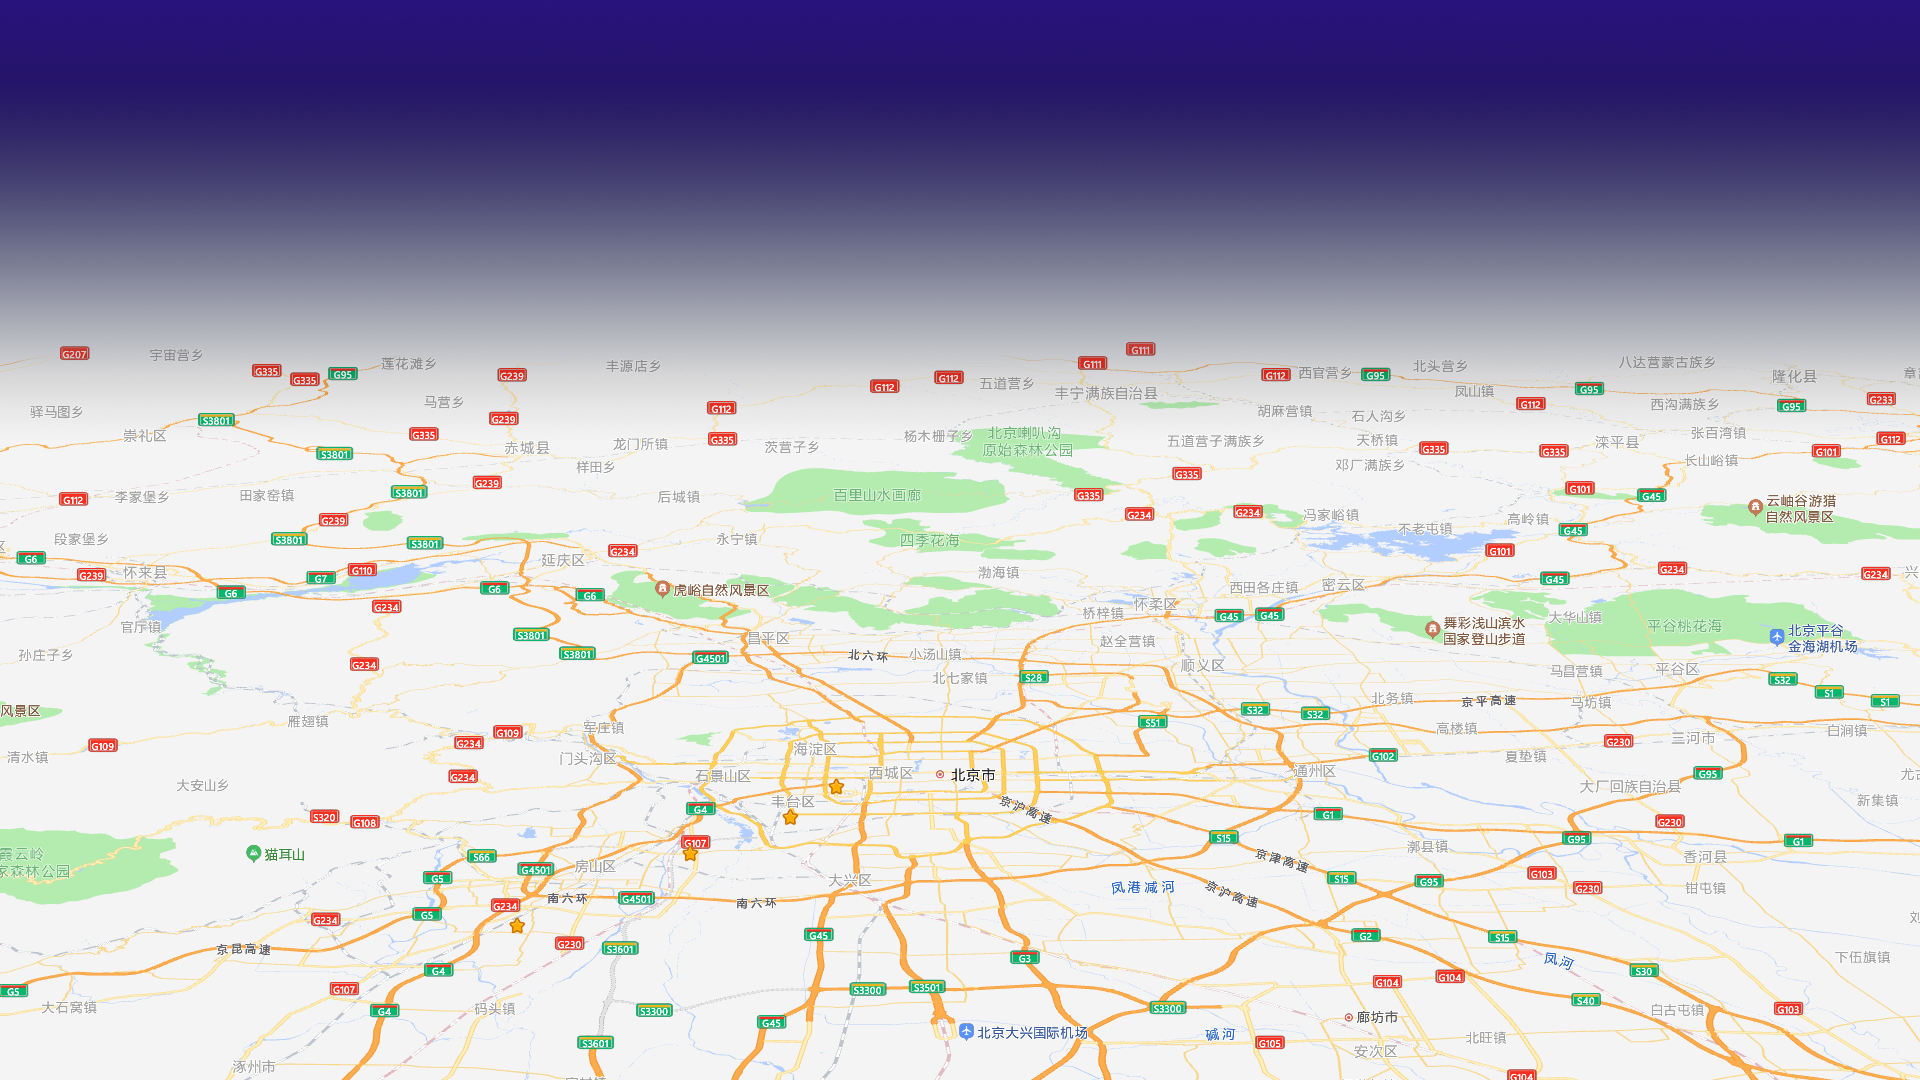 G207
宇宙营乡
G335
G335
G95
莲花滩乡
G239
丰源店乡
G112
G112
五道营乡
G111
G111
丰宁满族自治县
G112
西官营乡
G95
北头营乡
凤山镇
G112
G95
八达营蒙古族乡
隆化县
G95
G233
驿马图乡
S3801
马营乡
G239
G335
崇礼区
S3801
赤城县
龙门所镇
G112
G335
茨营子乡
杨木栅子乡
北京喇叭沟
原始森林公园
胡麻营镇
石人沟乡
五道营子满族乡
天桥镇
G335
邓厂满族乡
G335
滦平县
西沟满族乡
张百湾镇
长山峪镇
G101
G112
G112
李家堡乡
田家窑镇
S3801
G239
样田乡
后城镇
百里山水画廊
G335
G335
G234
G234
冯家峪镇
不老屯镇
高岭镇
G101
G45
G45
云岫谷游猎
自然风景区
段家堡乡
G239
S3801
S3801
G6
G239
怀来县
G7
G110
G6
G234
官厅镇
延庆区
G6
G6
G234
永宁镇
四季花海
渤海镇
虎峪自然风景区
G101
G45
G234
G234
西田各庄镇
密云区
怀柔区
桥梓镇
G45
G45
赵全营镇
舞彩浅山滨水
国家登山步道
大华山镇
平谷桃花海
北京平谷
金海湖机场
孙庄子乡
G234
S3801
S3801
G4501
昌平区
北六环
小汤山镇
北七家镇
S28
顺义区
马昌营镇
平谷区
S32
S1
S1
风景区
雁翅镇
军庄镇
北务镇
京平高速
马坊镇
S51
S32
S32
高楼镇
G230
三河市
白涧镇
清水镇
G109
G109
G234
G234
门头沟区
海淀区
石景山区
西城区
北京市
通州区
G102
夏垫镇
G95
大厂回族自治县
大安山乡
新集镇
S320
G108
G4
丰台区
京沪高速
G1
S15
G230
G95
G1
猫耳山
G107
S66
G5
G4501
房山区
大兴区
京津高速
S15
漷县镇
香河县
G103
G230
钳屯镇
G95
凤港减河
京沪高速
G234
G5
G234
南六环
G4501
南六环
G230
S3601
京昆高速
G4
G45
G3
G2
S15
凤河
S30
下伍旗镇
G5
G107
大石窝镇
G4
码头镇
S3300
S3300
S3501
S3300
G104
G104
S40
白古屯镇
G103
G45
北京大兴国际机场
碱河
廊坊市
G105
安次区
北旺镇
S3601
涿州市
G104